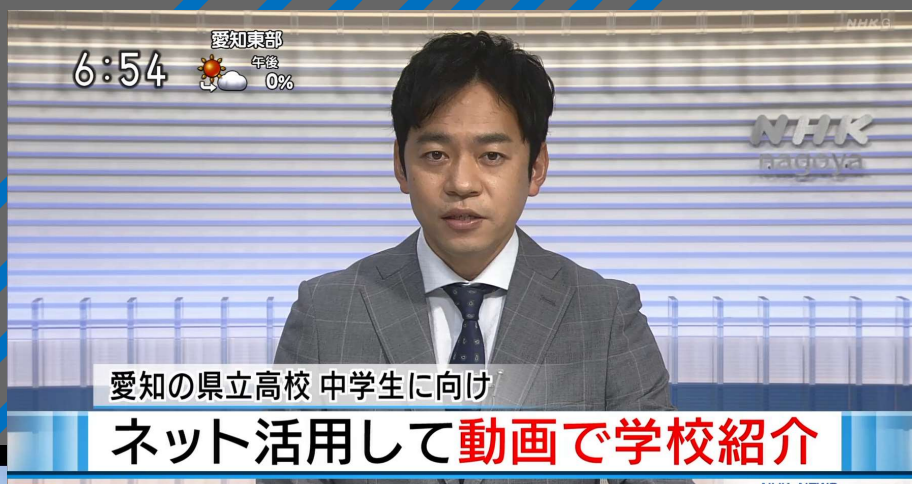 NHK G
愛知東部
6:54
午後
0%
NHK
nagoya
愛知の県立高校 中学生に向け
ネット活用して動画で学校紹介